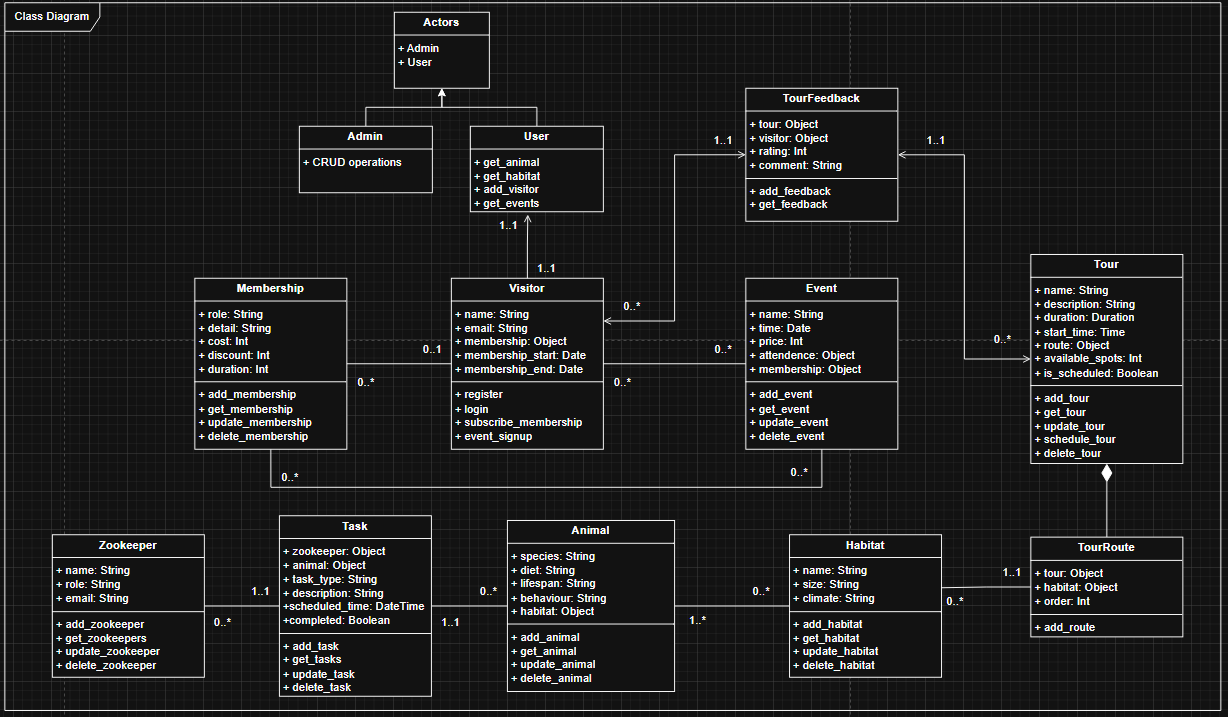 Class Diagram
Actors
+ Admin
+ User
Admin
+ CRUD operations
User
+ get_animal
+ get_habitat
+ add_visitor
+ get_events
TourFeedback
+ tour: Object
+ visitor: Object
+ rating: Int
+ comment: String
+ add_feedback
+ get_feedback
1..1
1..1
1..1
1..1
Membership
+ role: String
+ detail: String
+ cost: Int
+ discount: Int
+ duration: Int
+ add_membership
+ get_membership
+ update_membership
+ delete_membership
0..1
0..*
Visitor
+ name: String
+ email: String
+ membership: Object
+ membership_start: Date
+ membership_end: Date
+ register
+ login
+ subscribe_membership
+ event_signup
0..*
0..*
0..*
Event
+ name: String
+ time: Date
+ price: Int
+ attendence: Object
+ membership: Object
+ add_event
+ get_event
+ update_event
+ delete_event
0..*
Tour
+ name: String
+ description: String
+ duration: Duration
+ start_time: Time
+ route: Object
+ available_spots: Int
+ is_scheduled: Boolean
+ add_tour
+ get_tour
+ update_tour
+ schedule_tour
+ delete_tour
0..*
0..*
Zookeeper
+ name: String
+ role: String
+ email: String
+ add_zookeeper
+ get_zookeepers
+ update_zookeeper
+ delete_zookeeper
1..1
0..*
Task
+ zookeeper: Object
+ animal: Object
+ task_type: String
+ description: String
+scheduled_time: DateTime
+completed: Boolean
+ add_task
+ get_tasks
+ update_task
+ delete_task
0..*
1..1
Animal
+ species: String
+ diet: String
+ lifespan: String
+ behaviour: String
+ habitat: Object
+ add_animal
+ get_animal
+ update_animal
+ delete_animal
0..*
1..*
Habitat
+ name: String
+ size: String
+ climate: String
+ add_habitat
+ get_habitat
+ update_habitat
+ delete_habitat
1..1
0..*
TourRoute
+ tour: Object
+ habitat: Object
+ order: Int
+ add_route